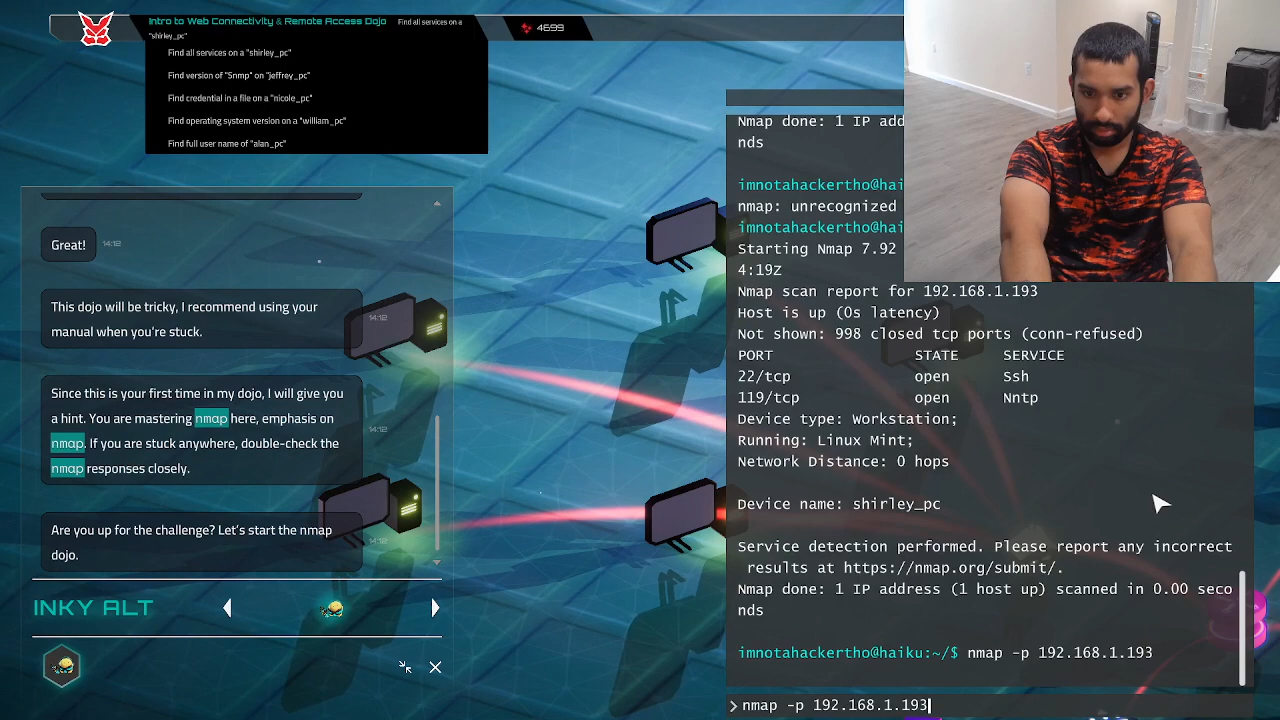 Intro to Web Connectivity & Remote Access Dojo
Find all services on a
"shirley_pc"
Find all services on a "shirley_pc"
Find version of "Snmp" on "jeffrey_pc"
Find credential in a file on a "nicole_pc"
Find operating system version on a "william_pc"
Find full user name of "alan_pc"
4699
Great!
14:12
This dojo will be tricky, I recommend using your
manual when you're stuck.
14:12
Since this is your first time in my dojo, I will give you
a hint. You are mastering nmap here, emphasis on
nmap. If you are stuck anywhere, double-check the
nmap responses closely.
14:12
Are you up for the challenge? Let's start the nmap
dojo.
14:12
INKY ALT
Nmap done: 1 IP add
nds
imnotahackertho@hai
nmap: unrecognized
imnotahackertho@hai
Starting Nmap 7.92
4:19Z
Nmap scan report for 192.168.1.193
Host is up (0s latency)
Not shown: 998 closed tcp ports (conn-refused)
PORT STATE SERVICE
22/tcp open Ssh
119/tcp open Nntp
Device type: Workstation;
Running: Linux Mint;
Network Distance: 0 hops
Device name: shirley_pc
Service detection performed. Please report any incorrect
results at https://nmap.org/submit/.
Nmap done: 1 IP address (1 host up) scanned in 0.00 seco
nds
imnotahackertho@haiku:~/$ nmap -p 192.168.1.193
> nmap -p 192.168.1.193